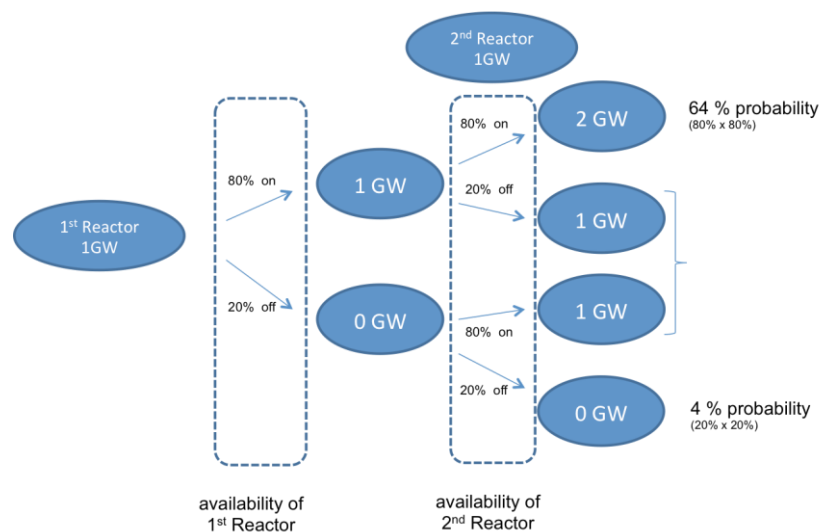 2nd Reactor
1GW
80% on
2 GW
64 % probability
(80% x 80%)
80% on
1 GW
20% off
1 GW
1st Reactor
1GW
20% off
0 GW
80% on
1 GW
20% off
0 GW
4 % probability
(20% x 20%)
availability of
1st Reactor
availability of
2nd Reactor